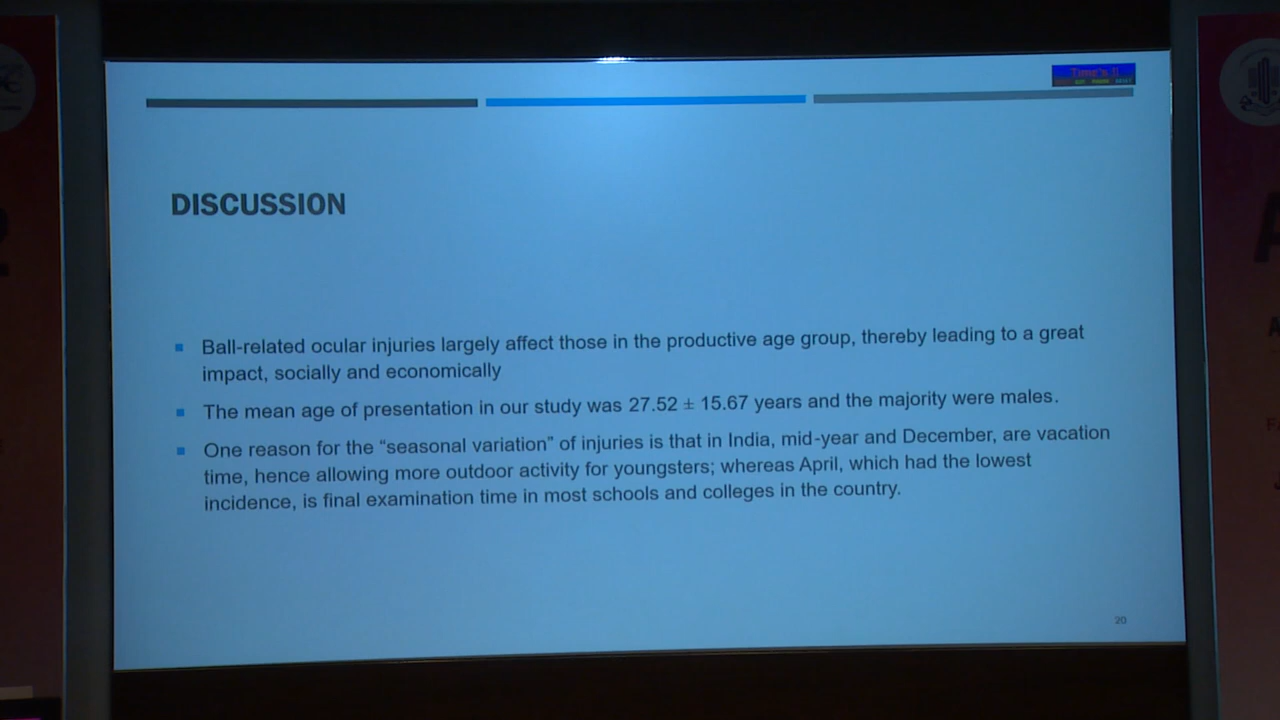 DISCUSSION
Ball-related ocular injuries largely affect those in the productive age group, thereby leading to a great
impact, socially and economically
The mean age of presentation in our study was 27.52 ± 15.67 years and the majority were males.
One reason for the “seasonal variation” of injuries is that in India, mid-year and December, are vacation
time, hence allowing more outdoor activity for youngsters; whereas April, which had the lowest
incidence, is final examination time in most schools and colleges in the country.
20